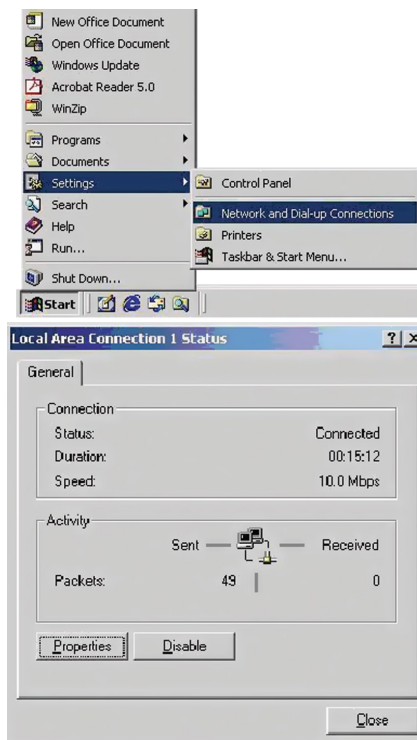 New Office Document
Open Office Document
Windows Update
Acrobat Reader 5.0
WinZip
Programs
Documents
Settings
Search
Help
Run...
Shut Down...
Control Panel
Network and Dial-up Connections
Printers
Taskbar & Start Menu...
Start
Local Area Connection 1 Status
General
Connection
Status: Connected
Duration: 00:15:12
Speed: 10.0 Mbps
Activity
Sent Received
Packets: 49 0
Properties Disable
Close